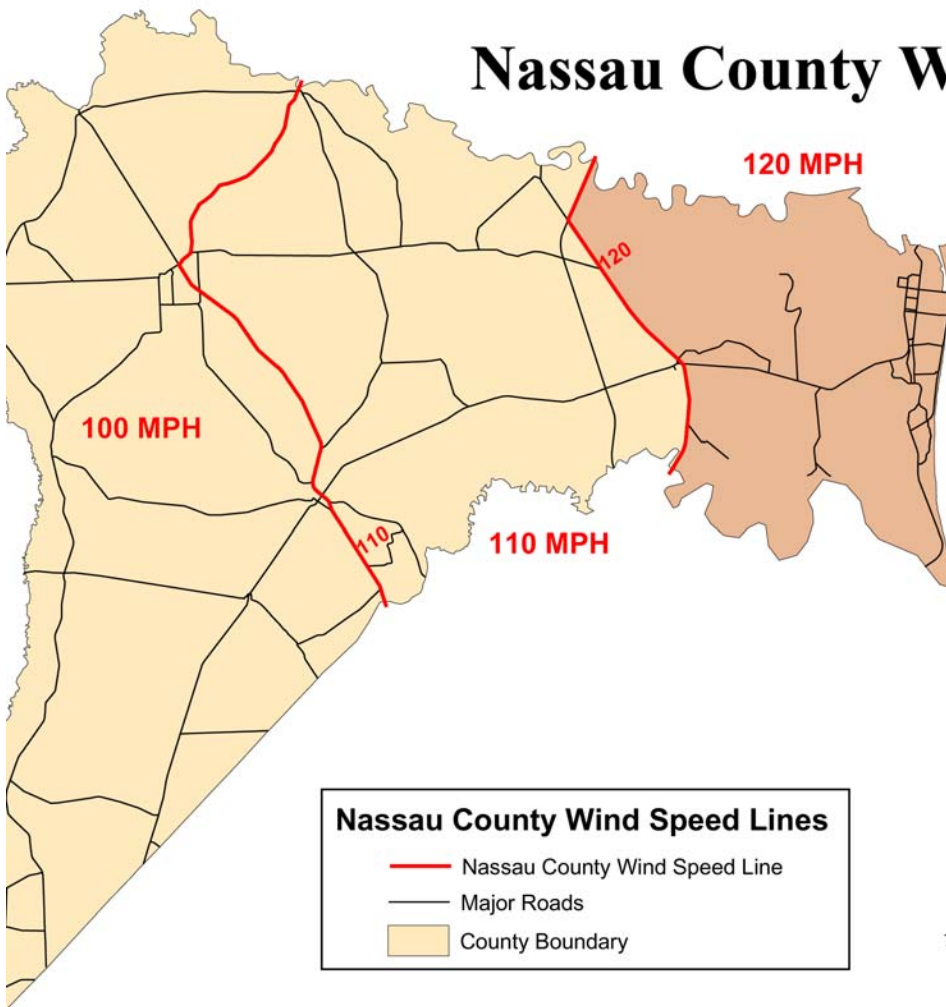 Nassau County W
120 MPH
120
100 MPH
110
110 MPH
Nassau County Wind Speed Lines
Nassau County Wind Speed Line
Major Roads
County Boundary